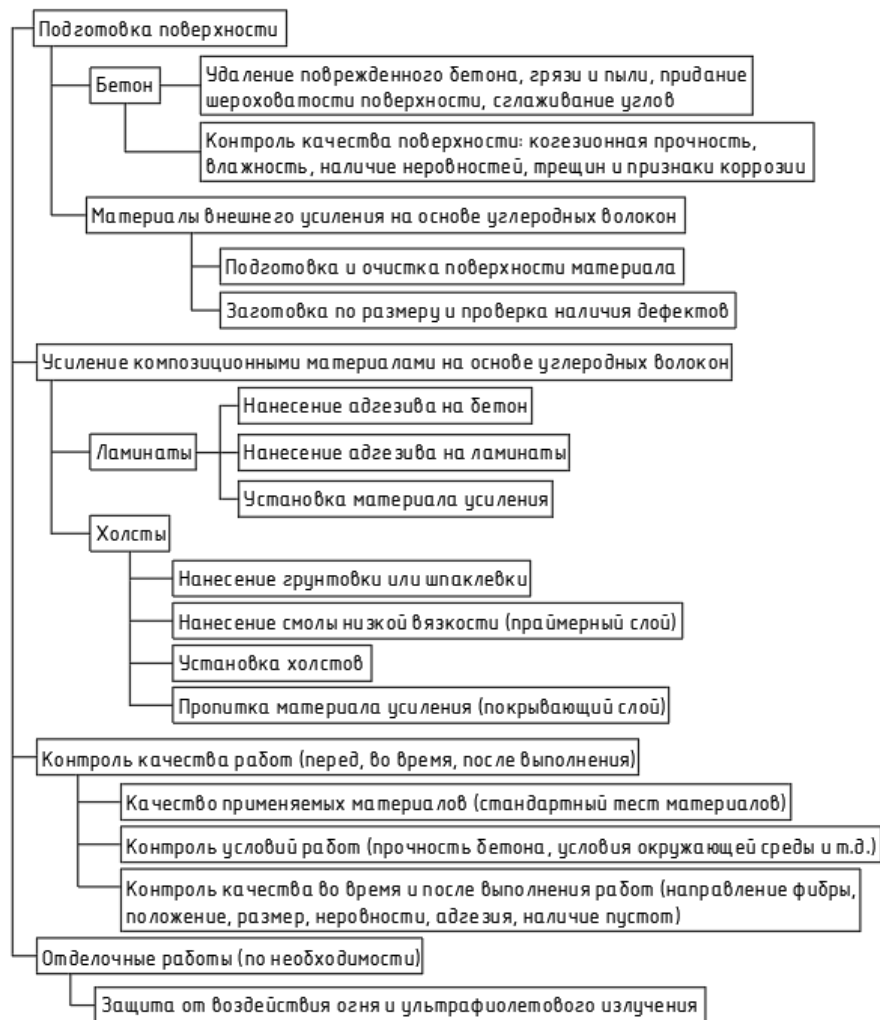 Подготовка поверхности
Бетон
Удаление поврежденного бетона, грязи и пыли, придание
шероховатости поверхности, сглаживание углов
Контроль качества поверхности: когезионная прочность,
влажность, наличие неровностей, трещин и признаки коррозии
Материалы внешнего усиления на основе углеродных волокон
Подготовка и очистка поверхности материала
Заготовка по размеру и проверка наличия дефектов
Усиление композиционными материалами на основе углеродных волокон
Нанесение адгезива на бетон
Ламинаты
Нанесение адгезива на ламинаты
Установка материала усиления
Холсты
Нанесение грунтовки или шпаклевки
Нанесение смолы низкой вязкости (праймерный слой)
Установка холстов
Пропитка материала усиления (покрывающий слой)
Контроль качества работ (перед, во время, после выполнения)
Качество применяемых материалов (стандартный тест материалов)
Контроль условий работ (прочность бетона, условия окружающей среды и т.д.)
Контроль качества во время и после выполнения работ (направление фибры,
положение, размер, неровности, адгезия, наличие пустот)
Отделочные работы (по необходимости)
Защита от воздействия огня и ультрафиолетового излучения